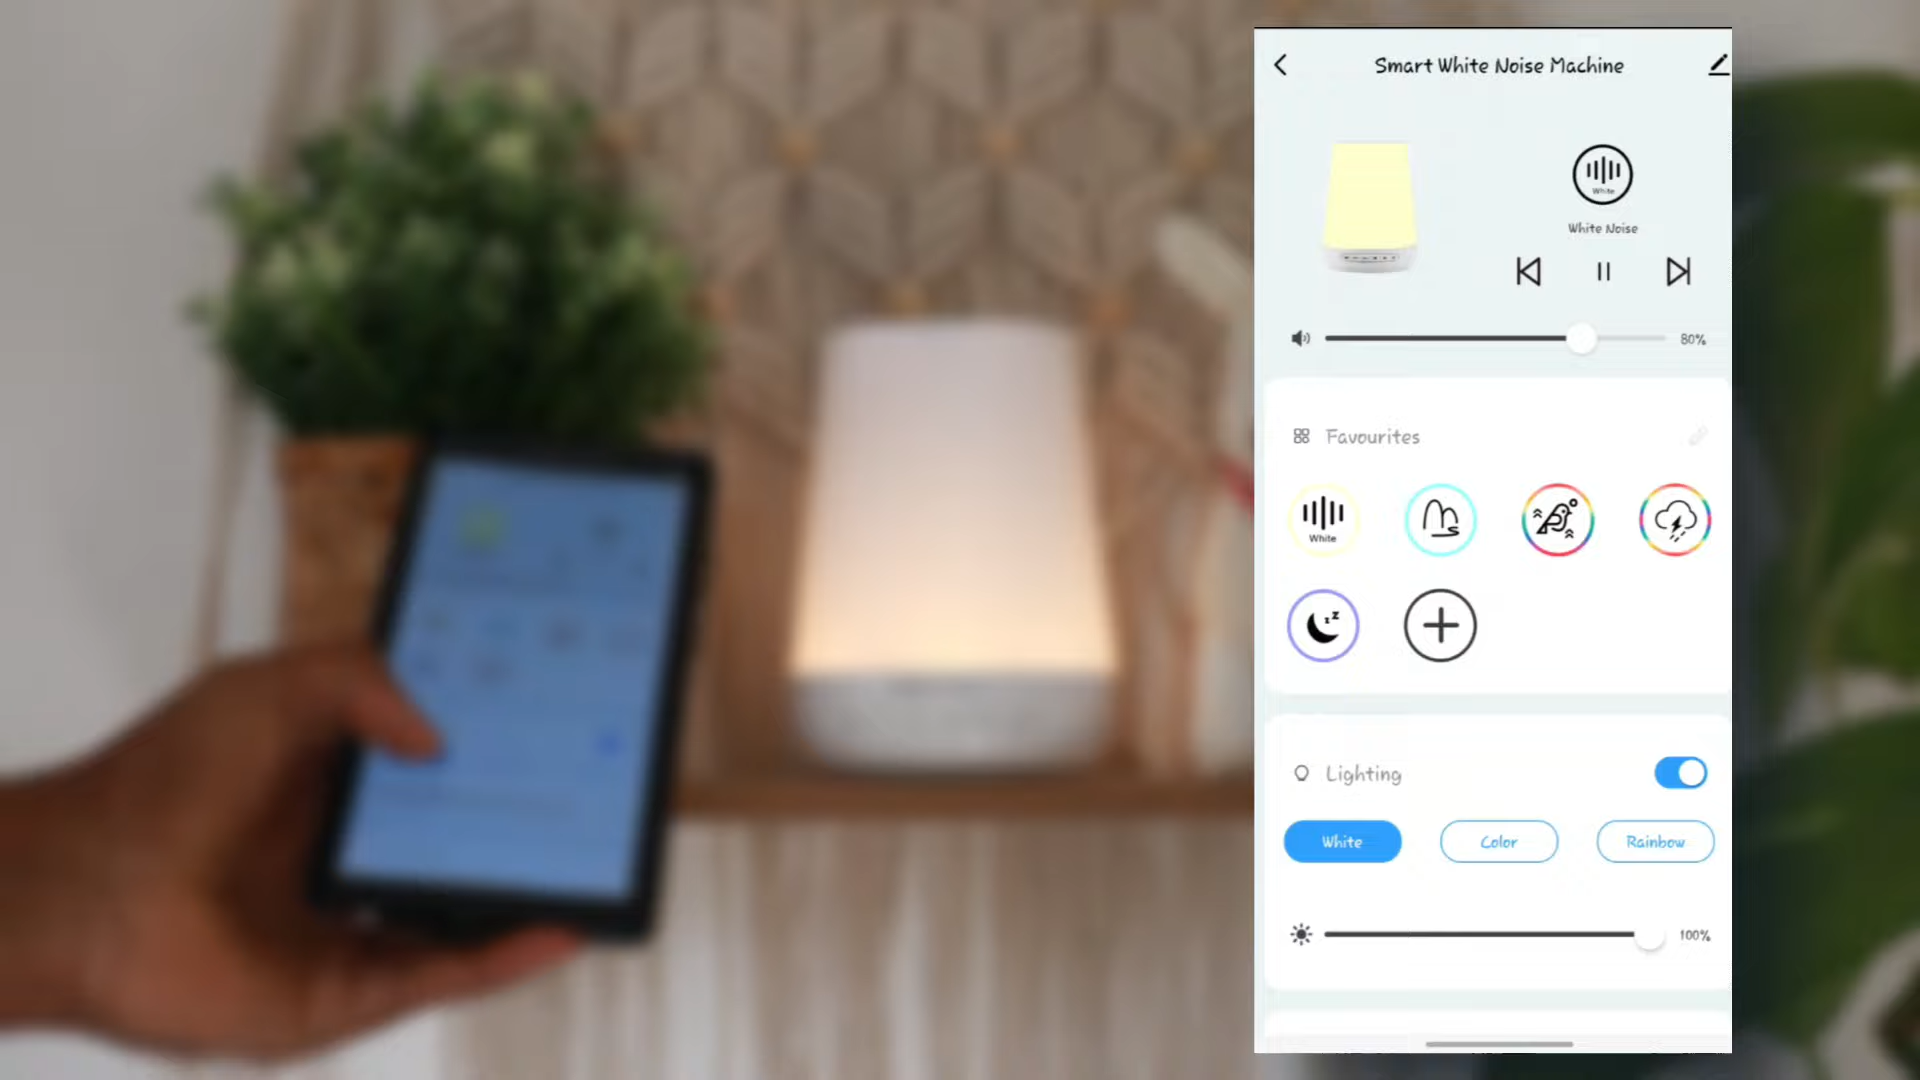 Smart White Noise Machine
White
White Noise
80%
Favourites
White
z z
Lighting
White
Color
Rainbow
100%